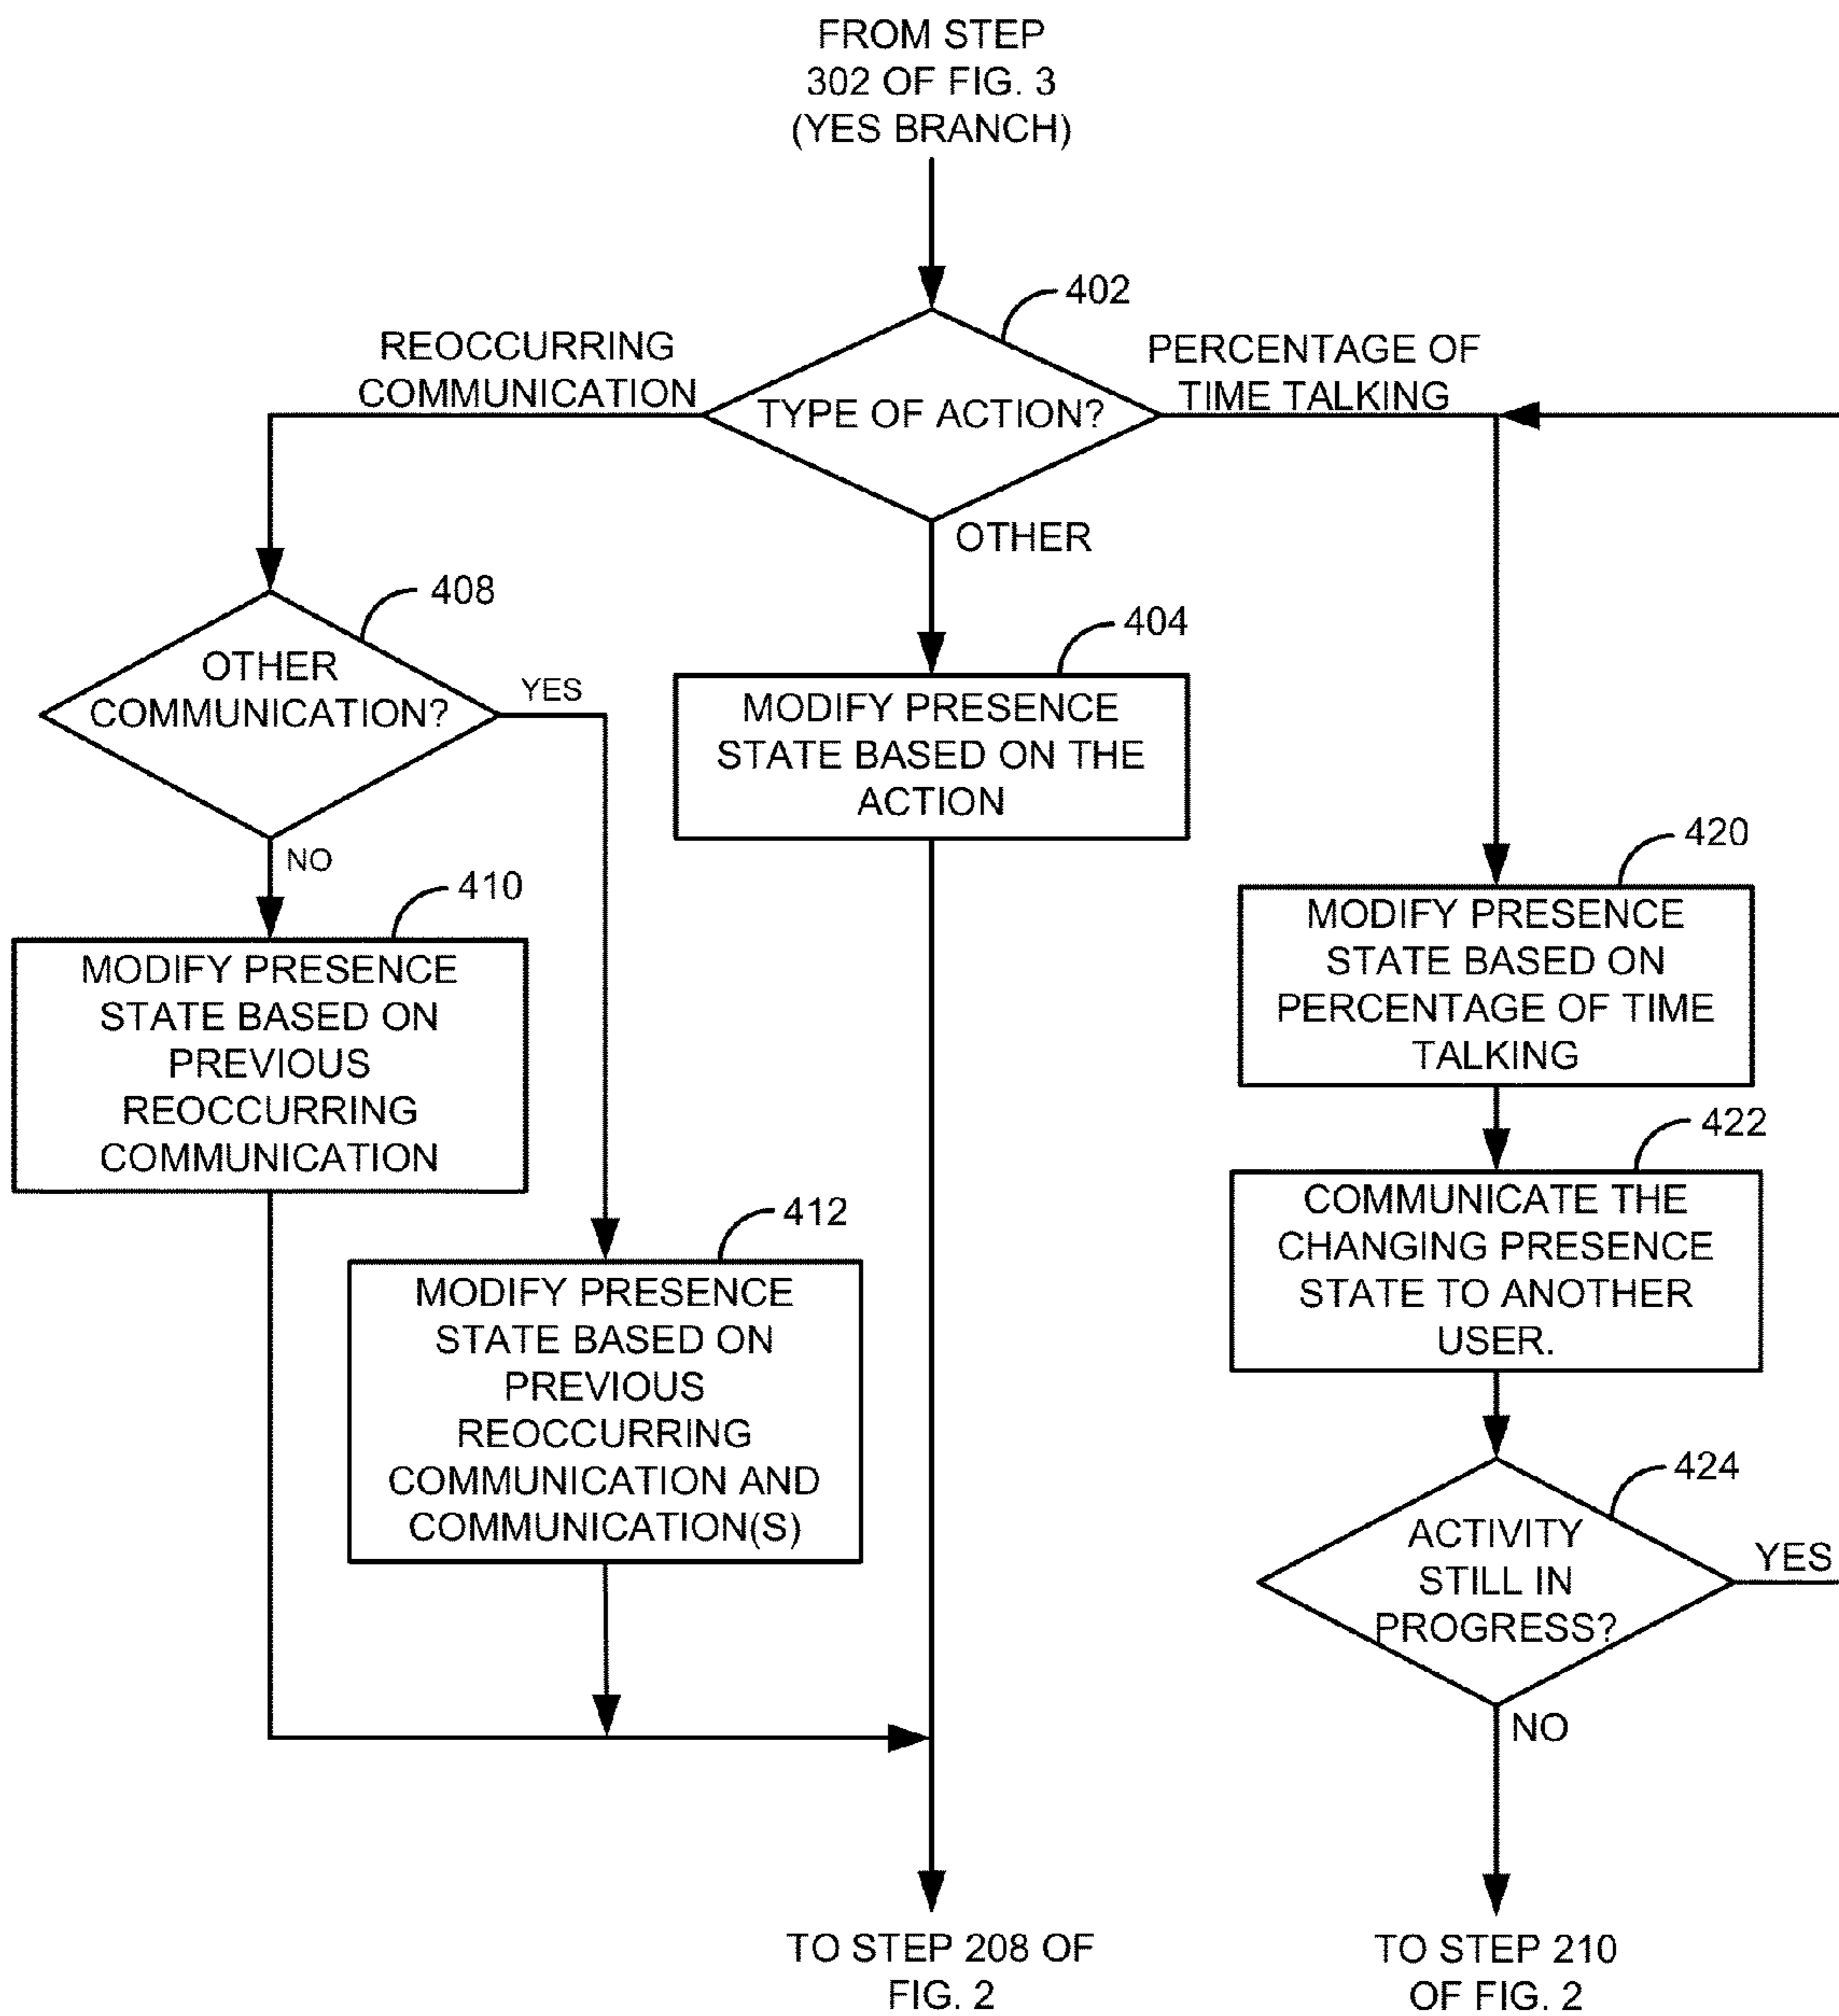 FROM STEP
302 OF FIG. 3
(YES BRANCH)
402
REOCCURRING
COMMUNICATION
TYPE OF ACTION?
PERCENTAGE OF
TIME TALKING
OTHER
408
OTHER
COMMUNICATION?
YES
NO
404
MODIFY PRESENCE
STATE BASED ON THE
ACTION
410
MODIFY PRESENCE
STATE BASED ON
PREVIOUS
REOCCURRING
COMMUNICATION
412
MODIFY PRESENCE
STATE BASED ON
PREVIOUS
REOCCURRING
COMMUNICATION AND
COMMUNICATION(S)
420
MODIFY PRESENCE
STATE BASED ON
PERCENTAGE OF TIME
TALKING
422
COMMUNICATE THE
CHANGING PRESENCE
STATE TO ANOTHER
USER.
424
ACTIVITY
STILL IN
PROGRESS?
YES
NO
TO STEP 208 OF
FIG. 2
TO STEP 210
OF FIG. 2